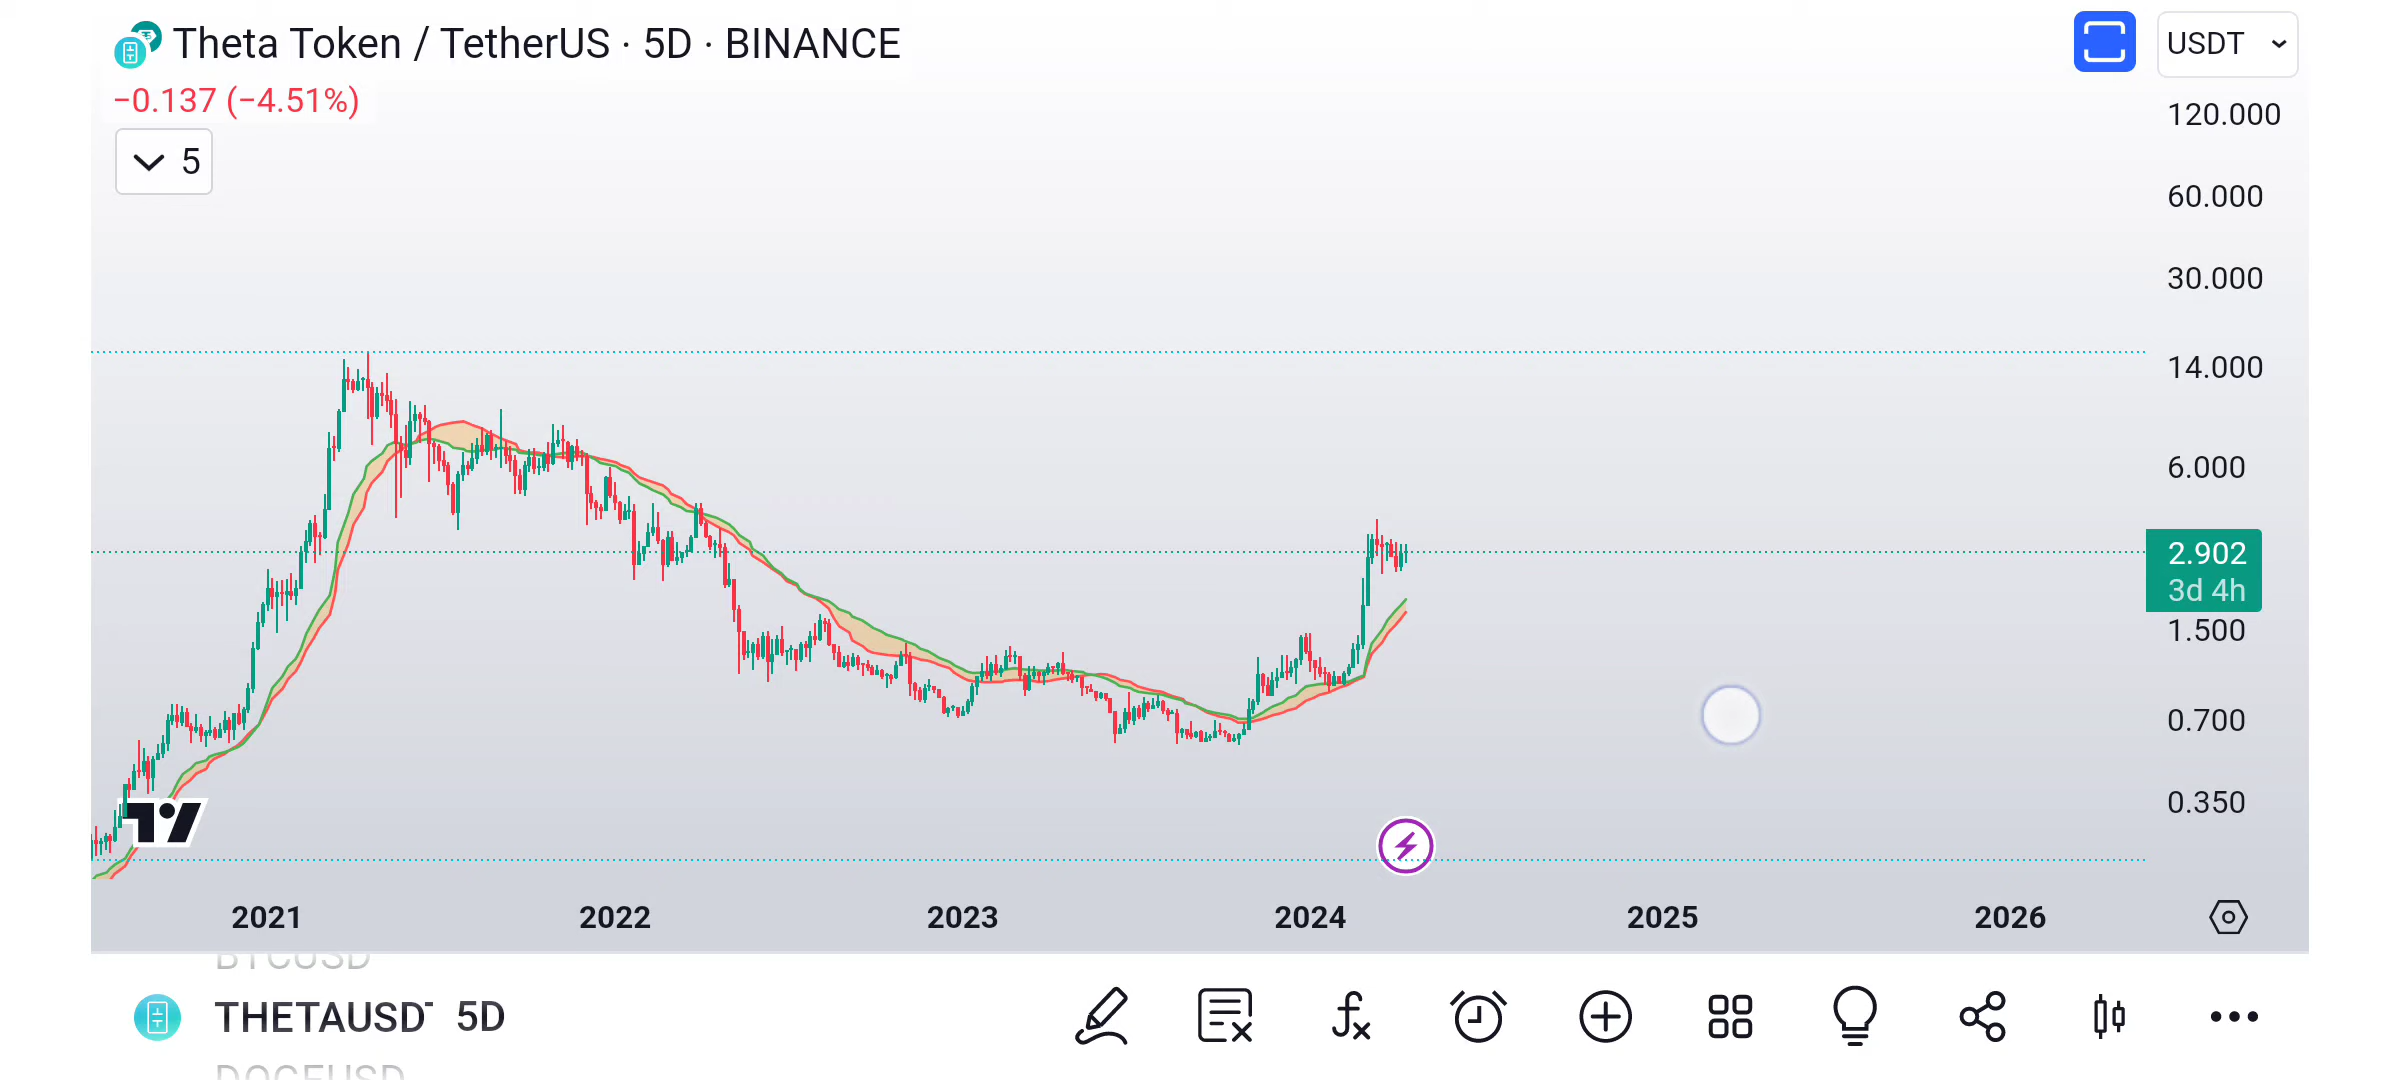 Theta Token / TetherUS · 5D · BINANCE
USDT
−0.137 (−4.51%)
5
120.000
60.000
30.000
14.000
6.000
2.902
3d 4h
1.500
0.700
0.350
2021 2022 2023 2024 2025 2026
BTCUSD
THETAUSD 5D
DOGEUSD